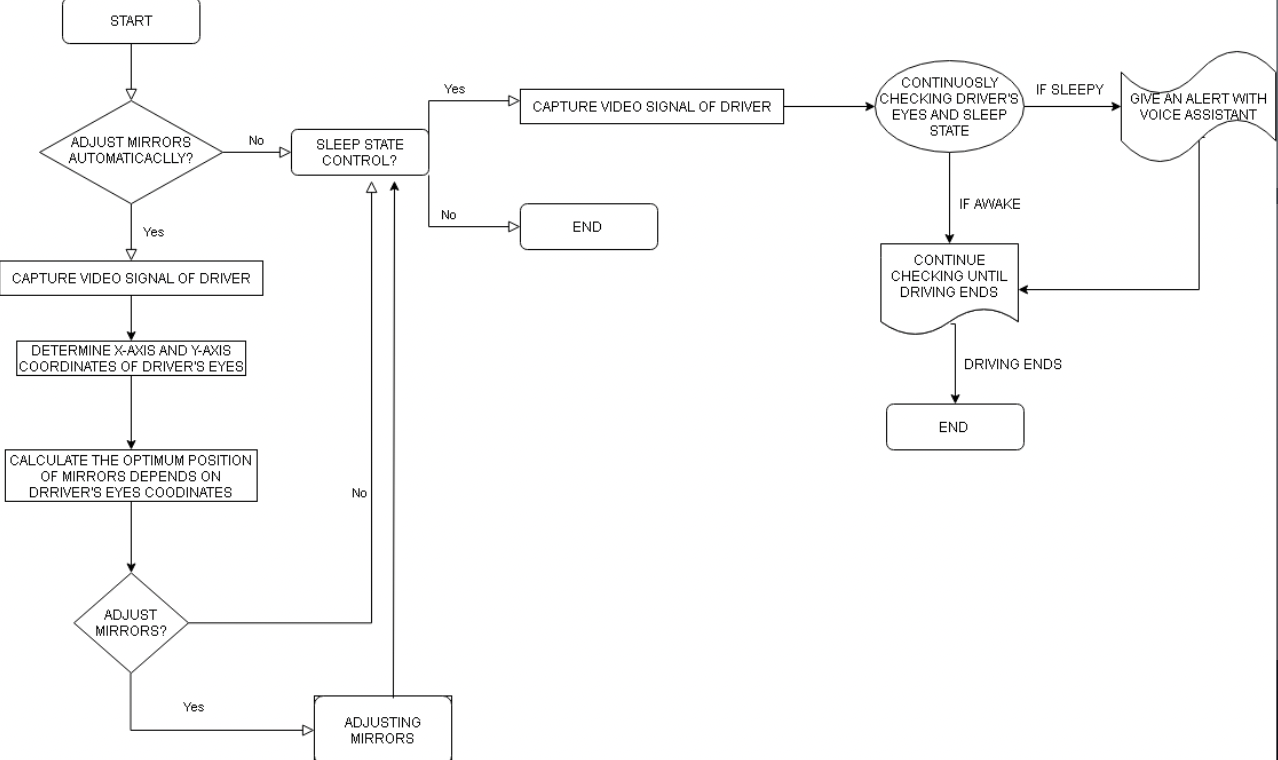 START
ADJUST MIRRORS
AUTOMATICACLLY?
No
Yes
CAPTURE VIDEO SIGNAL OF DRIVER
DETERMINE X-AXIS AND Y-AXIS
COORDINATES OF DRIVER'S EYES
CALCULATE THE OPTIMUM POSITION
OF MIRRORS DEPENDS ON
DRRIVER'S EYES COODINATES
ADJUST
MIRRORS?
No
Yes
ADJUSTING
MIRRORS
SLEEP STATE
CONTROL?
Yes
No
END
CAPTURE VIDEO SIGNAL OF DRIVER
CONTINUOSLY
CHECKING DRIVER'S
EYES AND SLEEP
STATE
IF SLEEPY
GIVE AN ALERT WITH
VOICE ASSISTANT
IF AWAKE
CONTINUE
CHECKING UNTIL
DRIVING ENDS
DRIVING ENDS
END